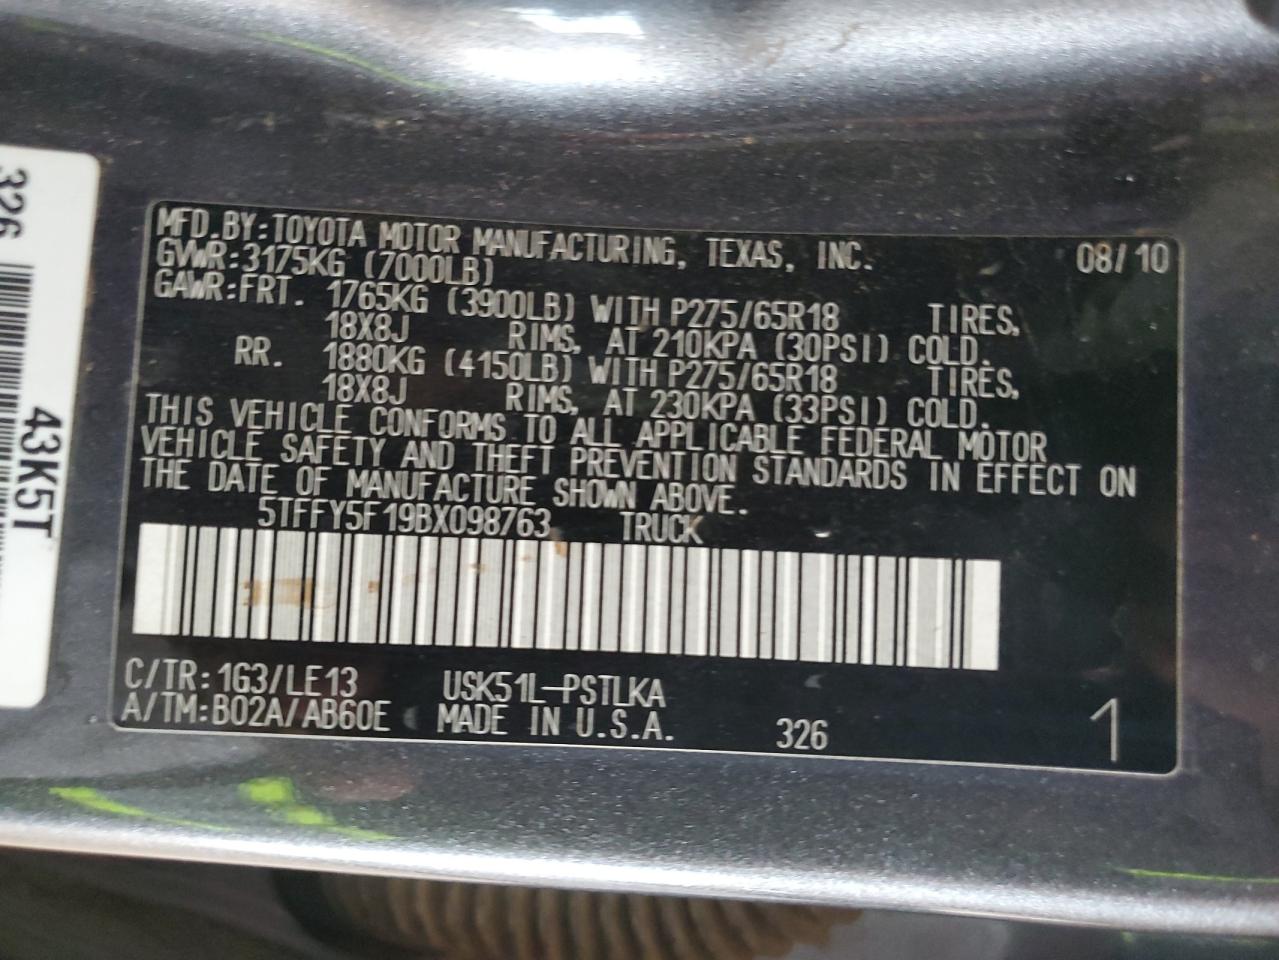 MFD.BY:TOYOTA MOTOR MANUFACTURING, TEXAS, INC. 08/10
GVWR:3175KG (7000LB)
GAWR:FRT. 1765KG (3900LB) WITH P275/65R18 TIRES,
18X8J RIMS, AT 210KPA (30PSI) COLD.
RR. 1880KG (4150LB) WITH P275/65R18 TIRES,
18X8J RIMS, AT 230KPA (33PSI) COLD.
THIS VEHICLE CONFORMS TO ALL APPLICABLE FEDERAL MOTOR
VEHICLE SAFETY AND THEFT PREVENTION STANDARDS IN EFFECT ON
THE DATE OF MANUFACTURE SHOWN ABOVE.
5TFFY5F19BX098763 TRUCK
C/TR:1G3/LE13 USK51L-PSTLKA
A/TM:B02A/AB60E MADE IN U.S.A. 326 1
326
43K5T